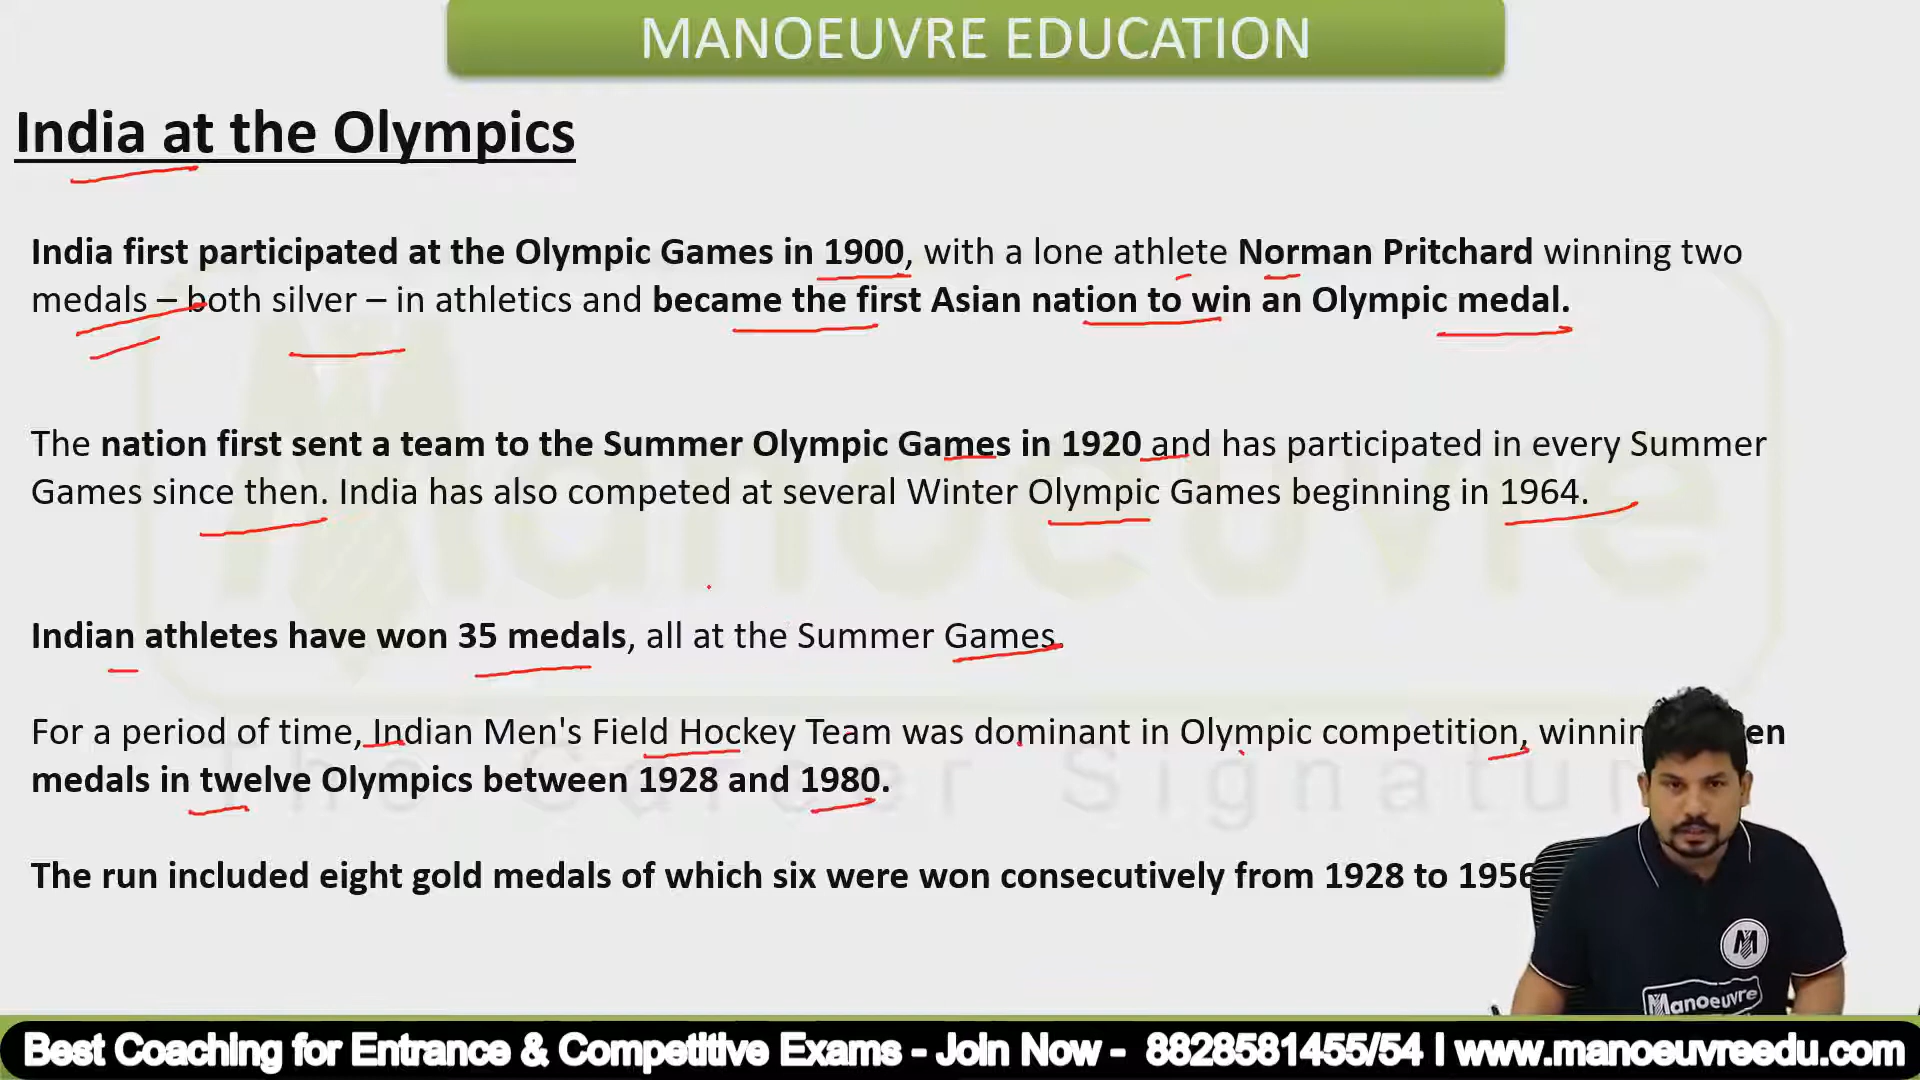 MANOEUVRE EDUCATION
India at the Olympics
India first participated at the Olympic Games in 1900, with a lone athlete Norman Pritchard winning two
medals – both silver – in athletics and became the first Asian nation to win an Olympic medal.
The nation first sent a team to the Summer Olympic Games in 1920 and has participated in every Summer
Games since then. India has also competed at several Winter Olympic Games beginning in 1964.
Indian athletes have won 35 medals, all at the Summer Games.
For a period of time, Indian Men's Field Hockey Team was dominant in Olympic competition,
medals in twelve Olympics between 1928 and 1980.
The run included eight gold medals of which six were won consecutively from 1928 to 1956
Manoeuvre
The Career Signature
M
Manoeuvre
Best Coaching for Entrance & Competitive Exams - Join Now - 8828581455/54 I www.manoeuvreedu.com